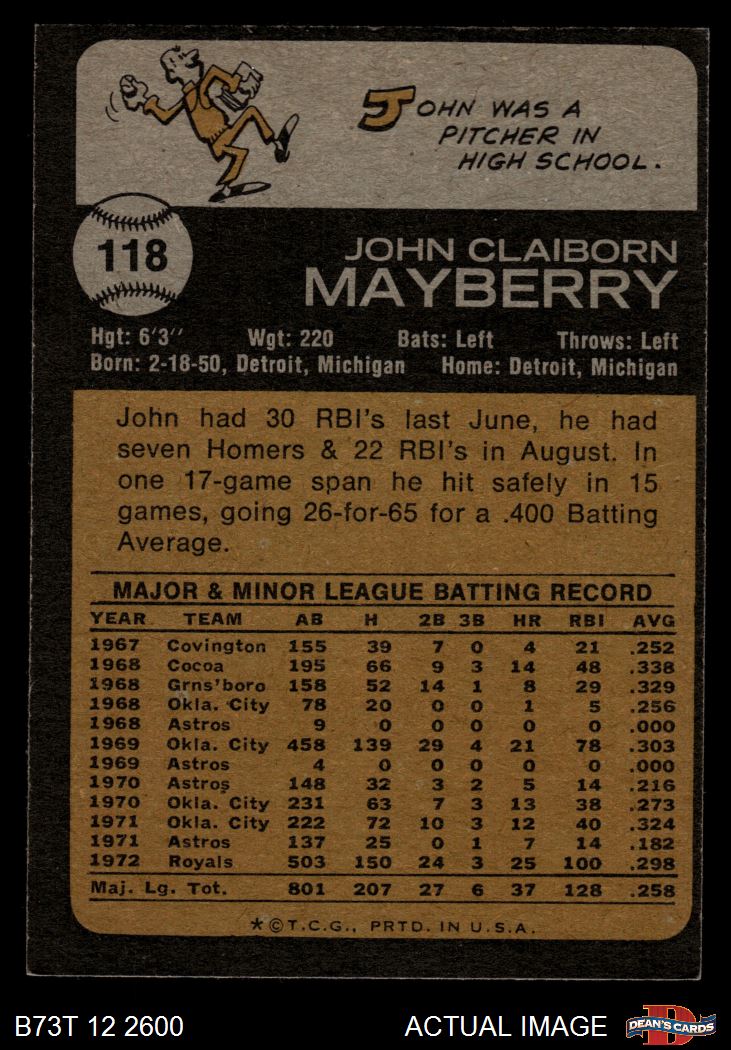 JOHN WAS A
PITCHER IN
HIGH SCHOOL.
118
JOHN CLAIBORN
MAYBERRY
Hgt: 6'3" Wgt: 220 Bats: Left Throws: Left
Born: 2-18-50, Detroit, Michigan Home: Detroit, Michigan
John had 30 RBI's last June, he had
seven Homers & 22 RBI's in August. In
one 17-game span he hit safely in 15
games, going 26-for-65 for a .400 Batting
Average.
MAJOR & MINOR LEAGUE BATTING RECORD
YEAR TEAM AB H 2B 3B HR RBI AVG
1967 Covington 155 39 7 0 4 21 .252
1968 Cocoa 195 66 9 3 14 48 .338
1968 Grns'boro 158 52 14 1 8 29 .329
1968 Okla. City 78 20 0 0 1 5 .256
1968 Astros 9 0 0 0 0 0 .000
1969 Okla. City 458 139 29 4 21 78 .303
1969 Astros 4 0 0 0 0 0 .000
1970 Astros 148 32 3 2 5 14 .216
1970 Okla. City 231 63 7 3 13 38 .273
1971 Okla. City 222 72 10 3 12 40 .324
1971 Astros 137 25 0 1 7 14 .182
1972 Royals 503 150 24 3 25 100 .298
Maj. Lg. Tot. 801 207 27 6 37 128 .258
*©T.C.G., PRTD. IN U.S.A.
B73T 12 2600 ACTUAL IMAGE
D
DEAN'S CARDS